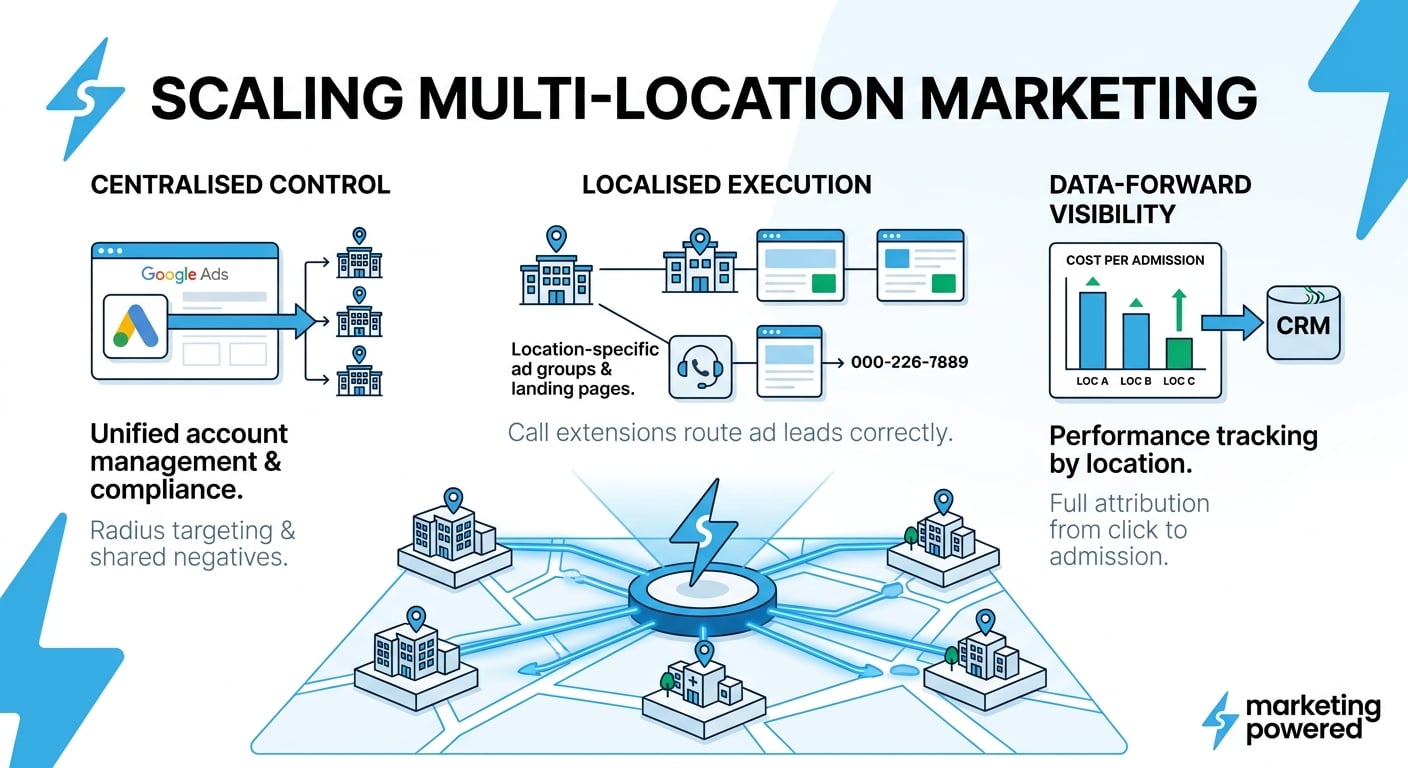 SCALING MULTI-LOCATION MARKETING
CENTRALISED CONTROL
Google Ads
Unified account
management &
compliance.
Radius targeting &
shared negatives.
LOCALISED EXECUTION
Location-specific
ad groups &
landing pages.
000-226-7889
Call extensions route ad leads correctly.
DATA-FORWARD
VISIBILITY
COST PER ADMISSION
LOC A LOC B LOC C
CRM
Performance tracking
by location.
Full attribution
from click to
admission.
marketing
powered